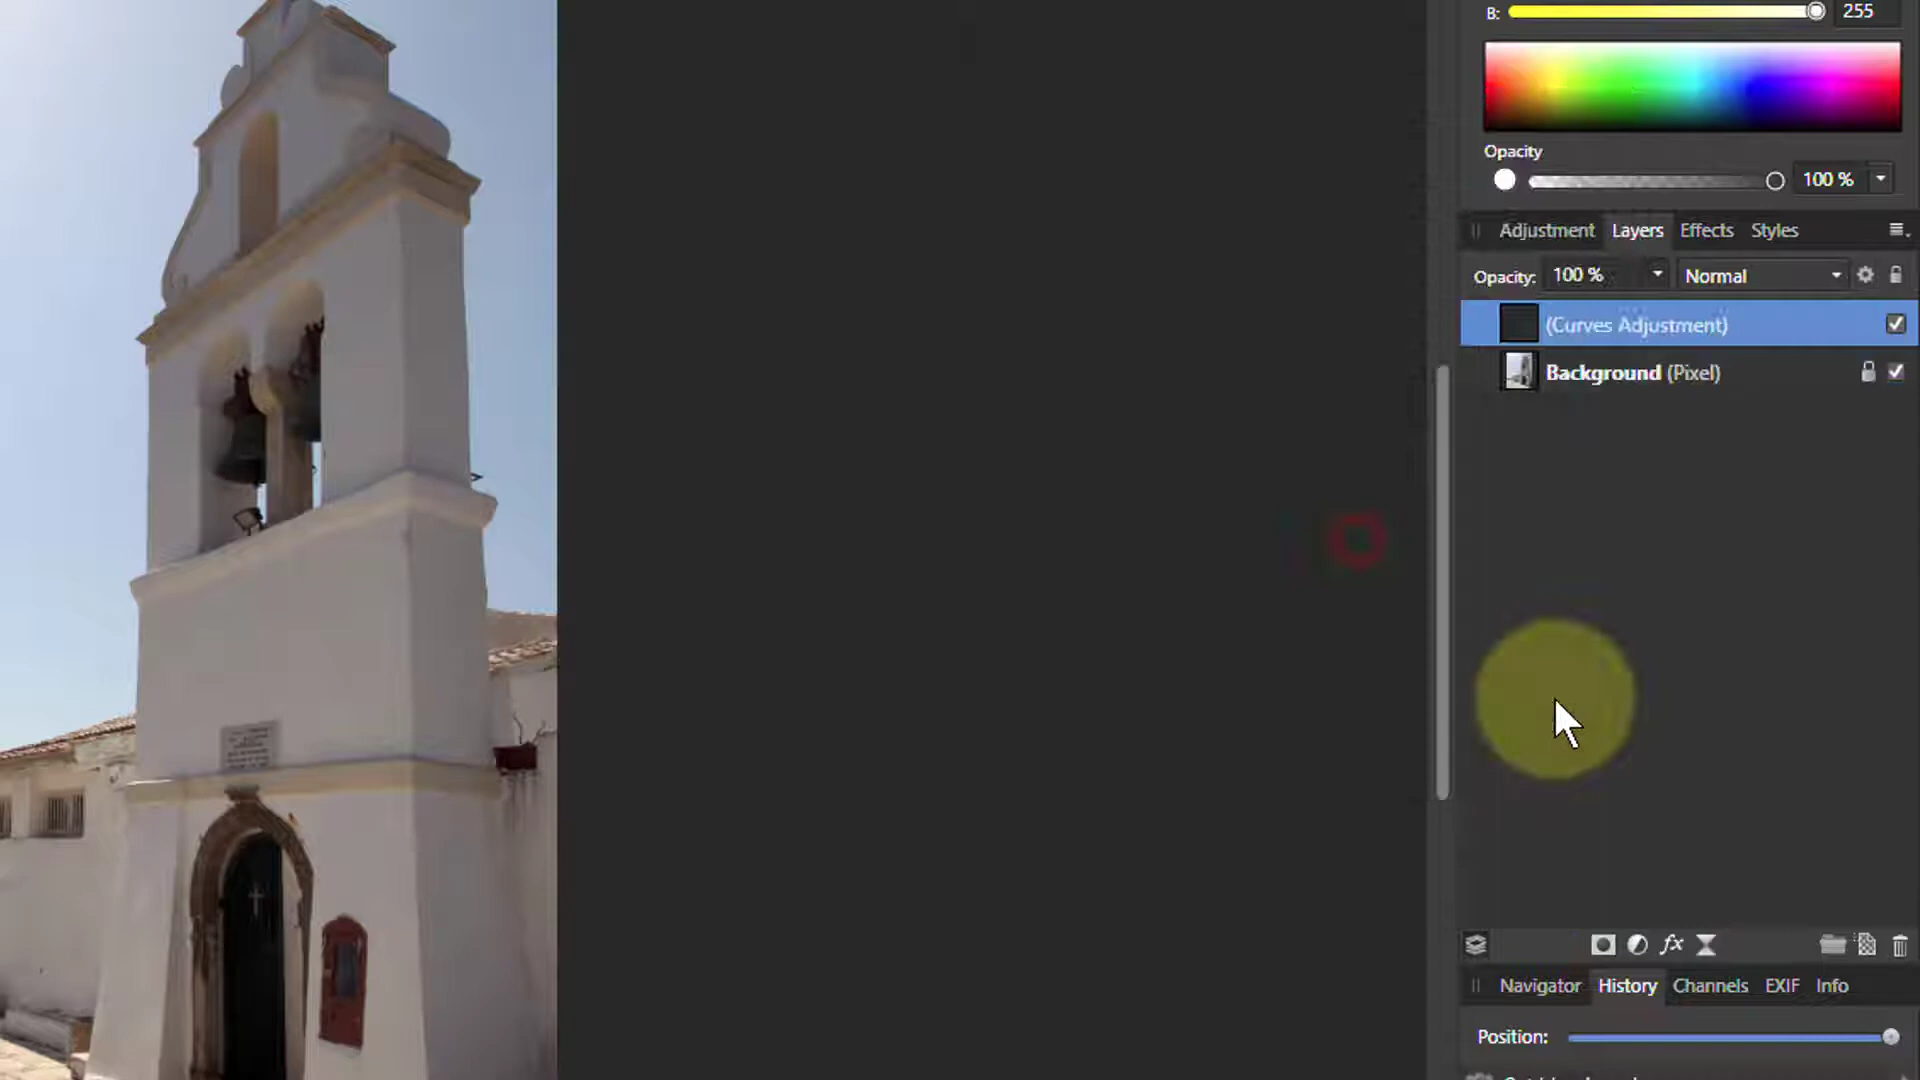 B: 255
Opacity
100 %
Adjustment Layers Effects Styles
Opacity: 100 % Normal
(Curves Adjustment)
Background (Pixel)
fx
Navigator History Channels EXIF Info
Position: